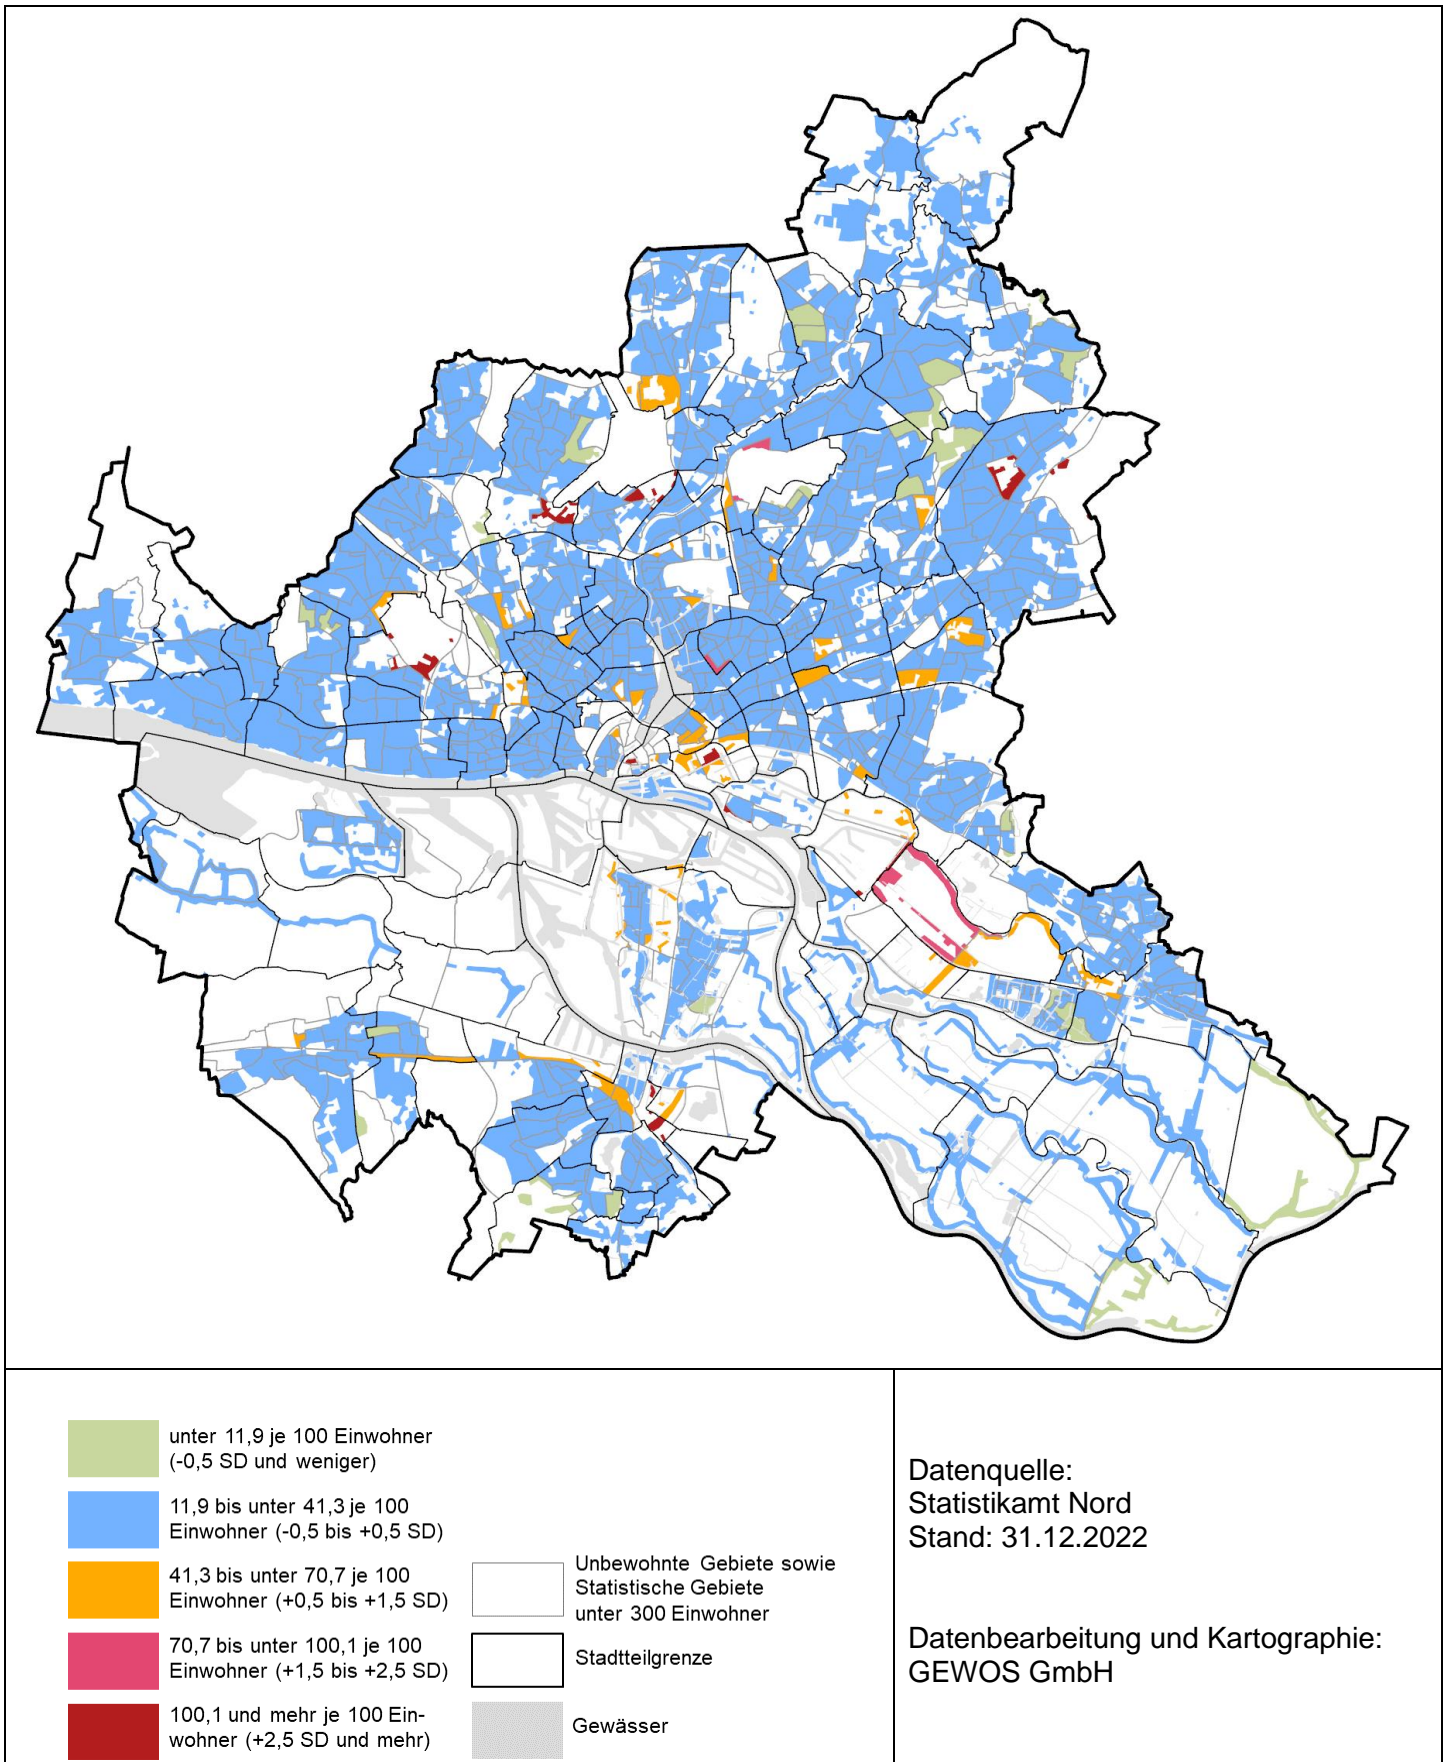 unter 11,9 je 100 Einwohner
(-0,5 SD und weniger)
11,9 bis unter 41,3 je 100
Einwohner (-0,5 bis +0,5 SD)
41,3 bis unter 70,7 je 100
Einwohner (+0,5 bis +1,5 SD)
70,7 bis unter 100,1 je 100
Einwohner (+1,5 bis +2,5 SD)
100,1 und mehr je 100 Ein-
wohner (+2,5 SD und mehr)
Unbewohnte Gebiete sowie
Statistische Gebiete
unter 300 Einwohner
Stadtteilgrenze
Gewässer
Datenquelle:
Statistikamt Nord
Stand: 31.12.2022
Datenbearbeitung und Kartographie:
GEWOS GmbH